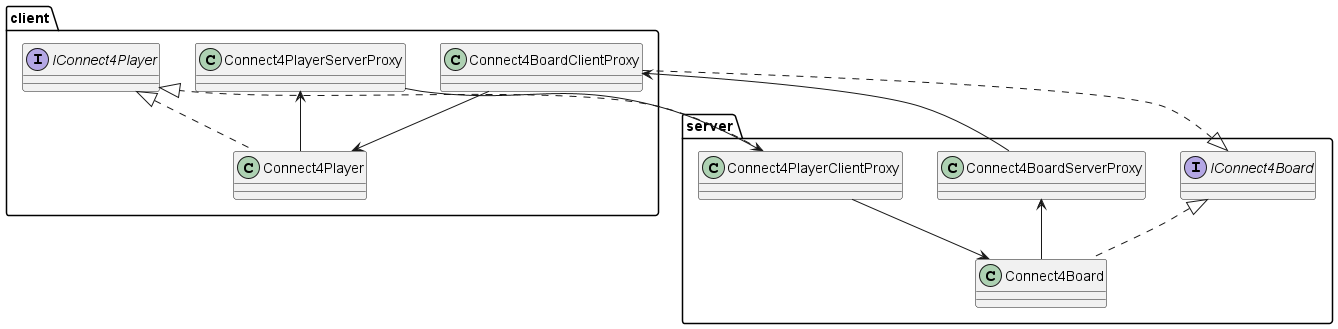 client
I IConnect4Player
C Connect4PlayerServerProxy
C Connect4BoardClientProxy
C Connect4Player
server
C Connect4PlayerClientProxy
C Connect4BoardServerProxy
I IConnect4Board
C Connect4Board